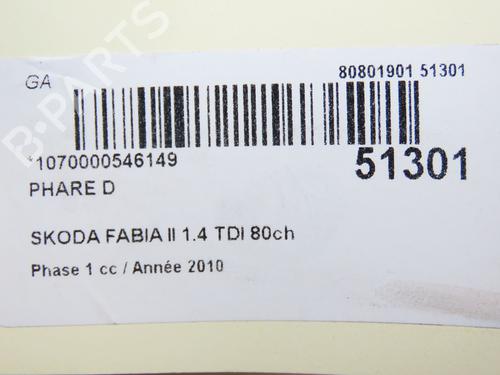 GA
80801901 51301
*1070000546149
51301
PHARE D
SKODA FABIA II 1.4 TDI 80ch
Phase 1 cc / Année 2010
B-PARTS